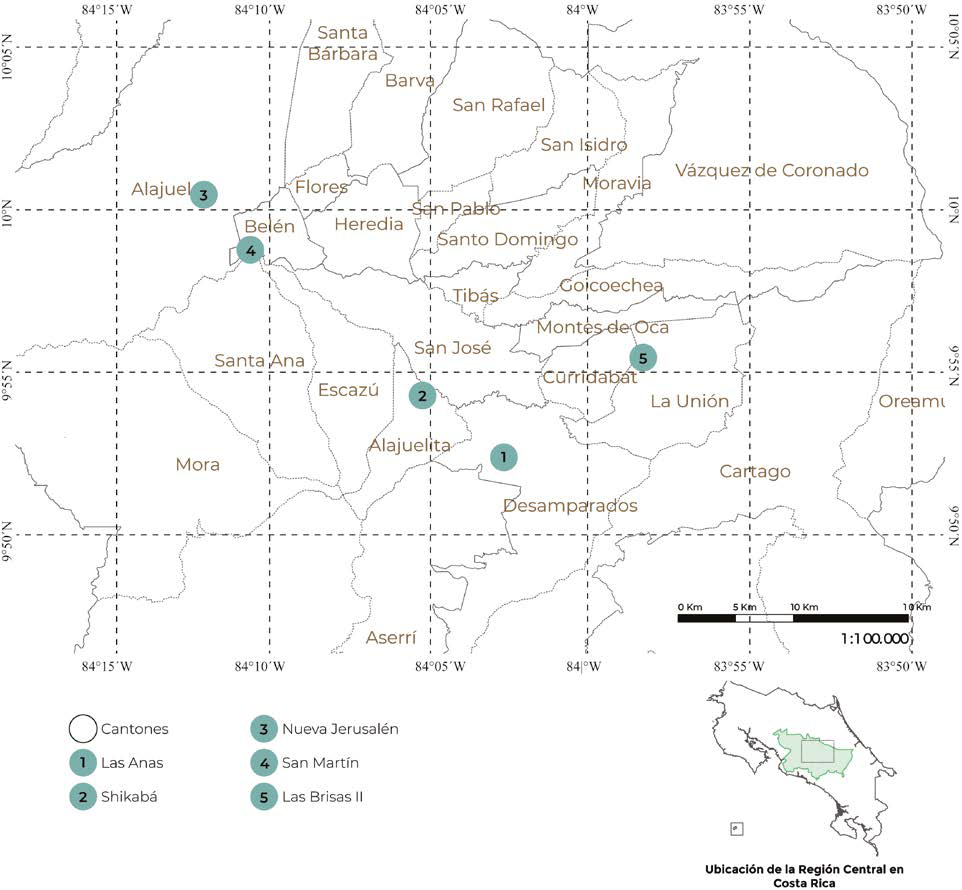 84°15'W 84°10'W 84°05'W 84°W 83°55'W 83°50'W
10°05'N 10°05'N
Santa
Bárbara
Barva
San Rafael
San Isidro
Vázquez de Coronado
Moravia
Alajuel 3
Flores
10°N 10°N
San Pablo
Belén
Heredia
Santo Domingo
4
Goicoechea
Tibás
Montes de Oca
San José
5
Santa Ana
9°55'N 9°55'N
Curridabat
Escazú
2
La Unión
Oreamu
Alajuelita
1
Mora
Cartago
Desamparados
9°50'N 9°50'N
0 Km 5 Km 10 Km 10 Km
1:100.000
Aserrí
84°15'W 84°10'W 84°05'W 84°W 83°55'W 83°50'W
Cantones
1 Las Anas
2 Shikabá
3 Nueva Jerusalén
4 San Martín
5 Las Brisas II
Ubicación de la Región Central en
Costa Rica